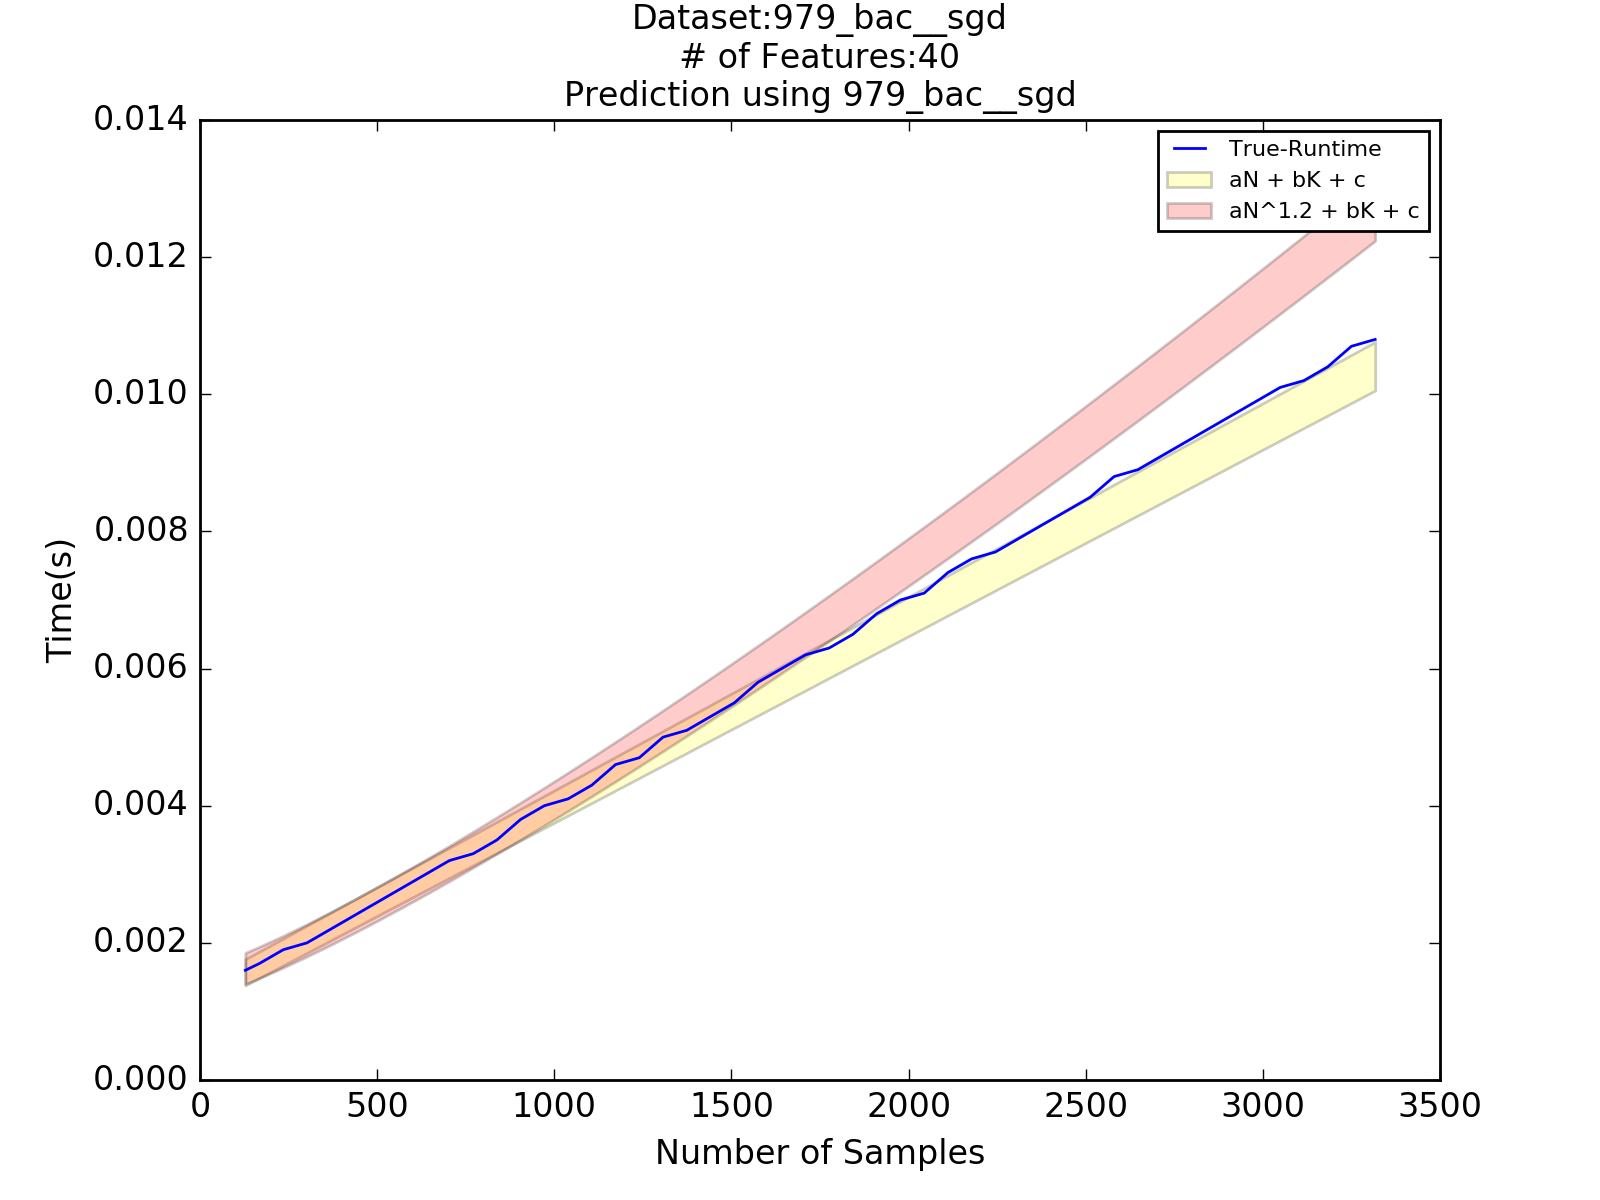 Dataset:979_bac__sgd
# of Features:40
Prediction using 979_bac__sgd
0.014
0.012
0.010
0.008
0.006
0.004
0.002
0.000
Time(s)
True-Runtime
aN + bK + c
aN^1.2 + bK + c
0 500 1000 1500 2000 2500 3000 3500
Number of Samples